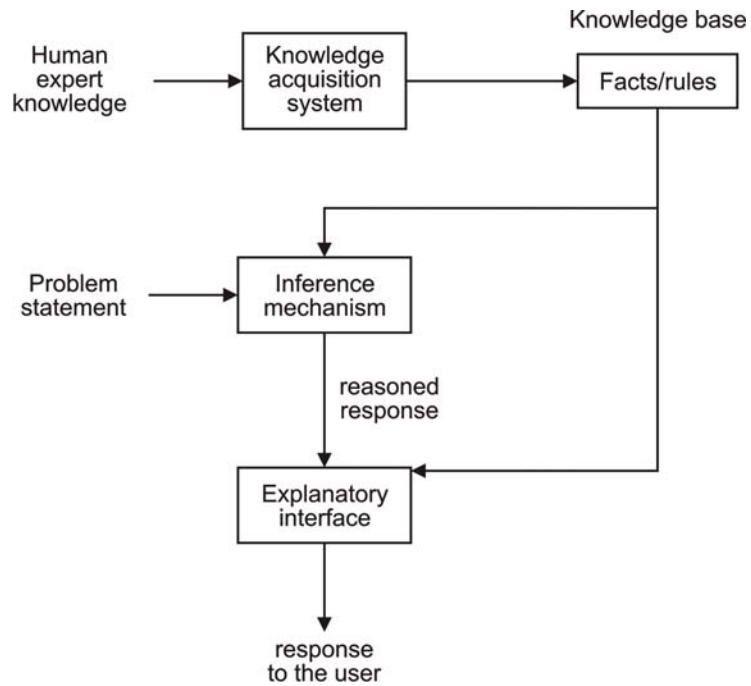 Knowledge base
Human
expert
knowledge
Knowledge
acquisition
system
Facts/rules
Problem
statement
Inference
mechanism
reasoned
response
Explanatory
interface
response
to the user